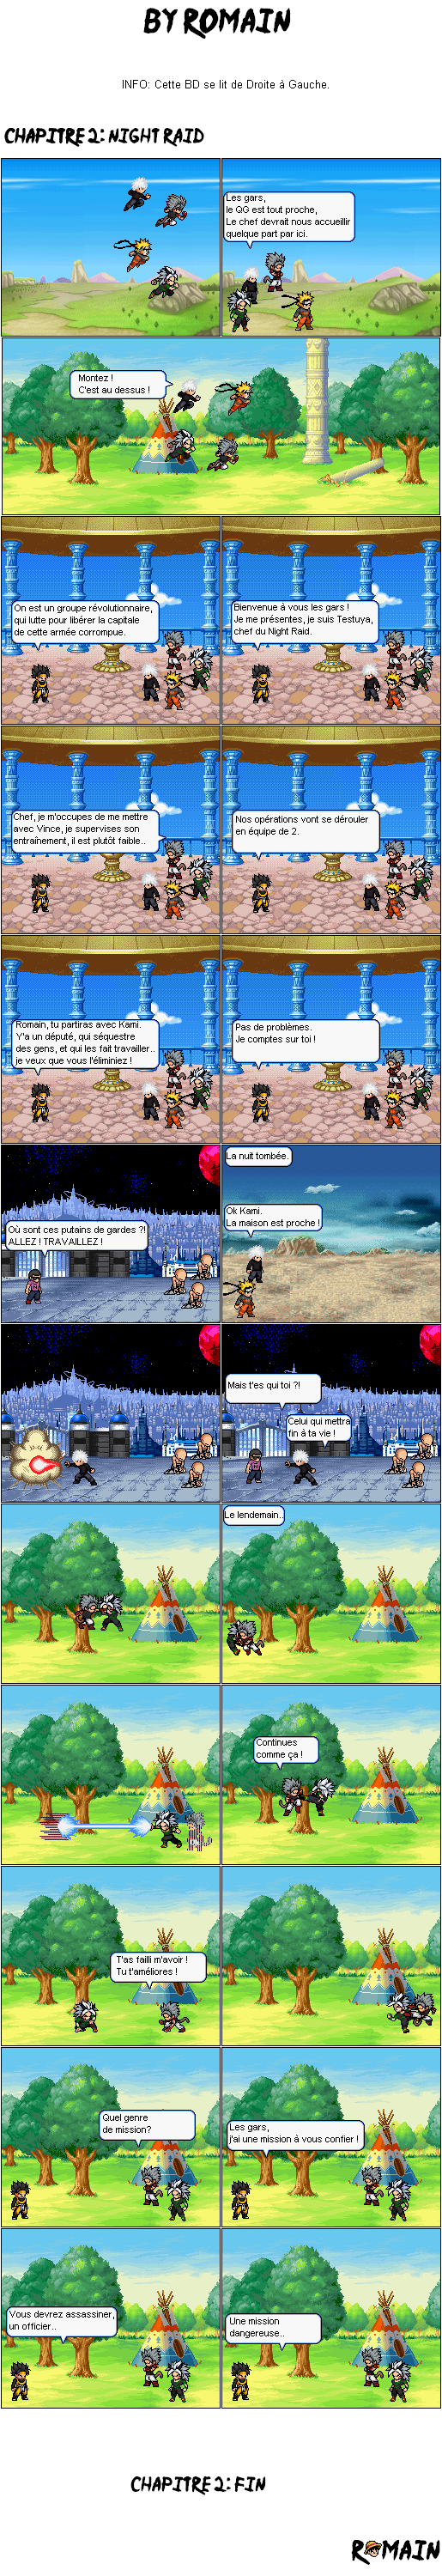 BY ROMAIN
INFO: Cette BD se lit de Droite à Gauche.
CHAPITRE 2: NIGHT RAID
Les gars,
le QG est tout proche,
Le chef devrait nous accueillir
quelque part par ici.
Montez !
C'est au dessus !
Bienvenue à vous les gars !
Je me présentes, je suis Testuya,
chef du Night Raid.
On est un groupe révolutionnaire,
qui lutte pour libérer la capitale
de cette armée corrompue.
Nos opérations vont se dérouler
en équipe de 2.
Chef, je m'occupes de me mettre
avec Vince, je supervises son
entraînement, il est plutôt faible..
Pas de problèmes.
Je comptes sur toi !
Romain, tu partiras avec Kami.
Y'a un député, qui séquestre
des gens, et qui les fait travailler..
je veux que vous l'éliminiez !
La nuit tombée.
Ok Kami.
La maison est proche !
Où sont ces putains de gardes ?!
ALLEZ ! TRAVAILLEZ !
Mais t'es qui toi ?!
Celui qui mettra
fin à ta vie !
Le lendemain..
Continues
comme ça !
T'as failli m'avoir !
Tu t'améliores !
Les gars,
j'ai une mission à vous confier !
Quel genre
de mission?
Une mission
dangereuse..
Vous devrez assassiner,
un officier..
CHAPITRE 2: FIN
ROMAIN